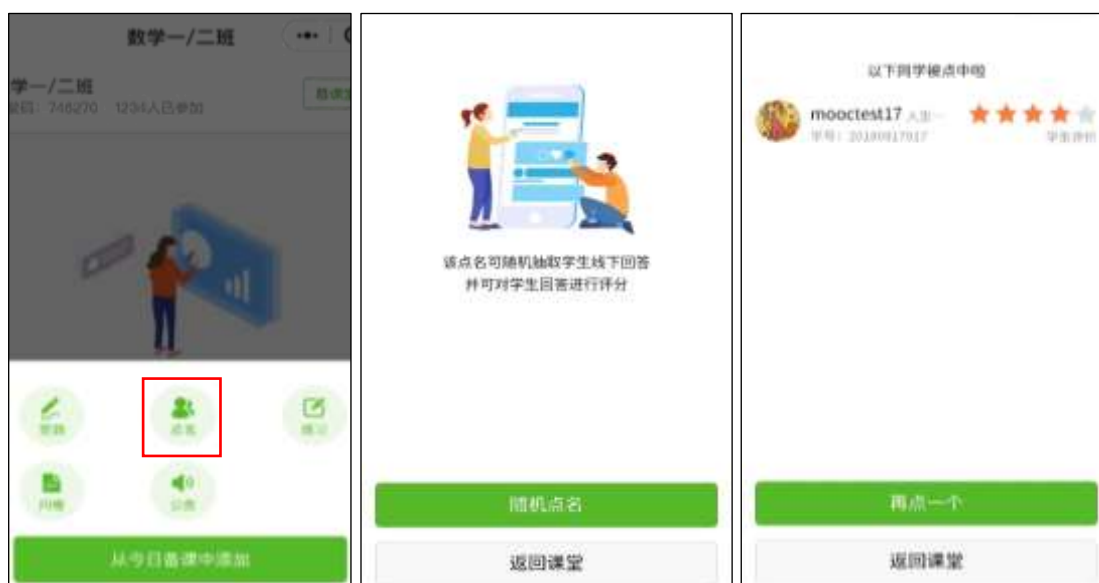 数学一/二班
学一/二班
746270 1234人已参加
点名
练习
问卷
公告
从今日备课中添加
该点名可随机抽取学生线下回答
并可对学生回答进行评分
随机点名
返回课堂
以下同学被点中啦
mooctest17
学号：20180917017
学生评价
再点一个
返回课堂